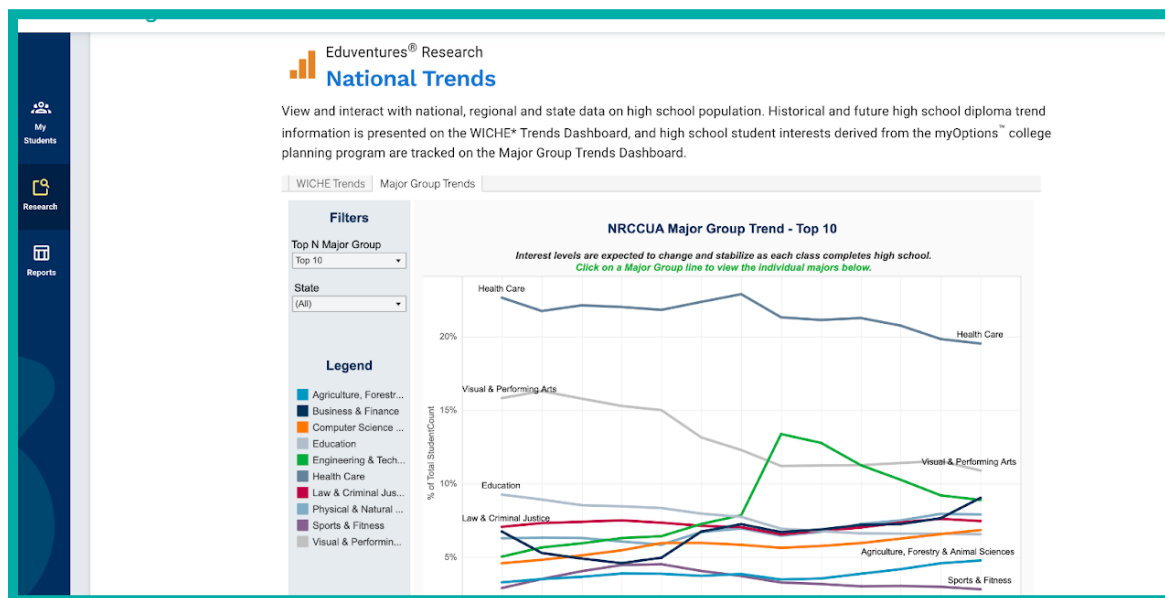 Eduventures® Research
National Trends
View and interact with national, regional and state data on high school population. Historical and future high school diploma trend
information is presented on the WICHE* Trends Dashboard, and high school student interests derived from the myOptions™ college
planning program are tracked on the Major Group Trends Dashboard.
My
Students
Research
Reports
WICHE Trends
Major Group Trends
Filters
Top N Major Group
Top 10
State
(All)
Legend
Agriculture, Forestr...
Business & Finance
Computer Science ...
Education
Engineering & Tech...
Health Care
Law & Criminal Jus...
Physical & Natural ...
Sports & Fitness
Visual & Performin...
NRCCUA Major Group Trend - Top 10
Interest levels are expected to change and stabilize as each class completes high school.
Click on a Major Group line to view the individual majors below.
% of Total StudentCount
20%
15%
10%
5%
Health Care
Health Care
Visual & Performing Arts
Visual & Performing Arts
Education
Law & Criminal Justice
Agriculture, Forestry & Animal Sciences
Sports & Fitness